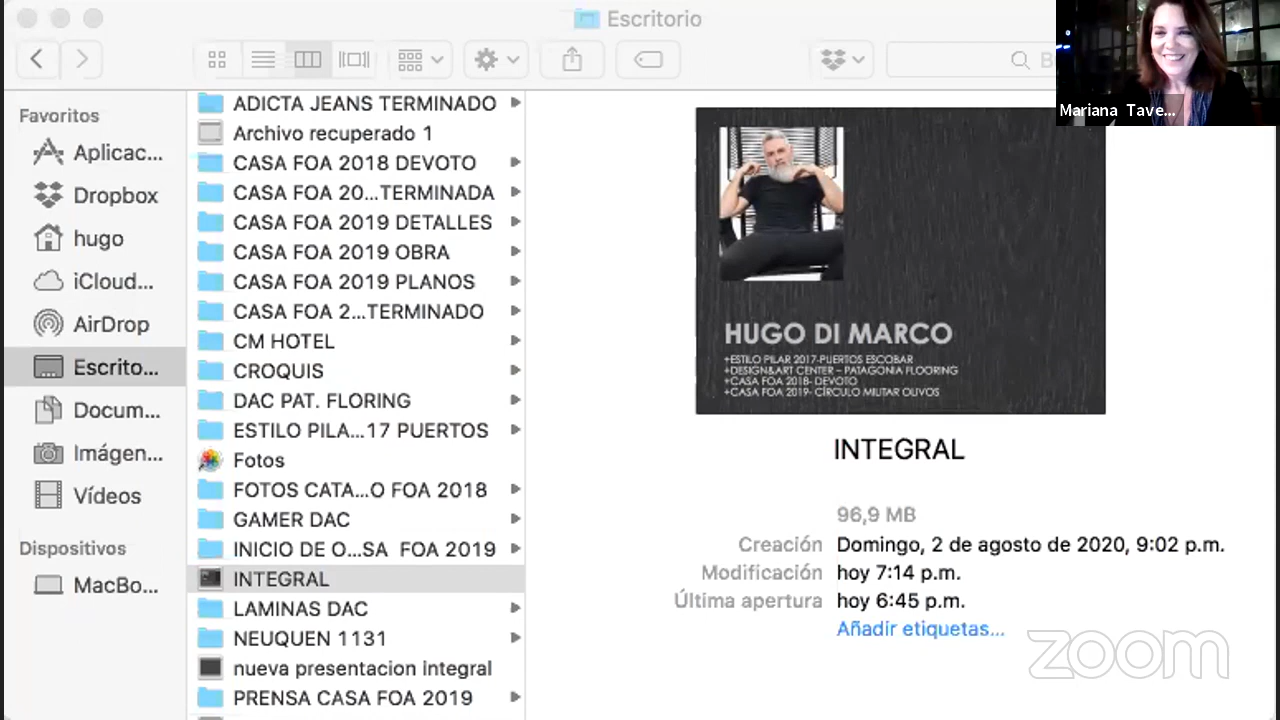 Escritorio
B
Mariana Tave...
Favoritos
Aplicac...
Dropbox
hugo
iCloud...
AirDrop
Escrito...
Docum...
Imágen...
Vídeos
Dispositivos
MacBo...
ADICTA JEANS TERMINADO
Archivo recuperado 1
CASA FOA 2018 DEVOTO
CASA FOA 20...TERMINADA
CASA FOA 2019 DETALLES
CASA FOA 2019 OBRA
CASA FOA 2019 PLANOS
CASA FOA 2...TERMINADO
CM HOTEL
CROQUIS
DAC PAT. FLORING
ESTILO PILA...17 PUERTOS
Fotos
FOTOS CATA...O FOA 2018
GAMER DAC
INICIO DE O...SA FOA 2019
INTEGRAL
LAMINAS DAC
NEUQUEN 1131
nueva presentacion integral
PRENSA CASA FOA 2019
HUGO DI MARCO
+ESTILO PILAR 2017-PUERTOS ESCOBAR
+DESIGN&ART CENTER – PATAGONIA FLOORING
+CASA FOA 2018- DEVOTO
+CASA FOA 2019- CÍRCULO MILITAR OLIVOS
INTEGRAL
96,9 MB
Creación Domingo, 2 de agosto de 2020, 9:02 p.m.
Modificación hoy 7:14 p.m.
Última apertura hoy 6:45 p.m.
Añadir etiquetas...
zoom